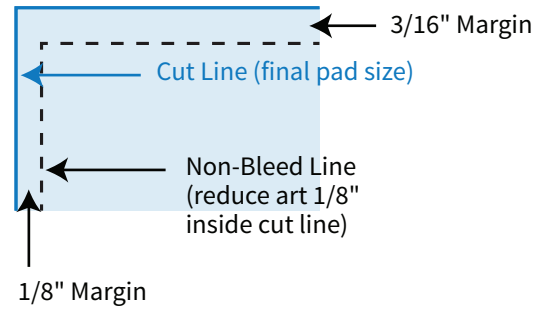 3/16" Margin
Cut Line (final pad size)
Non-Bleed Line
(reduce art 1/8"
inside cut line)
1/8" Margin